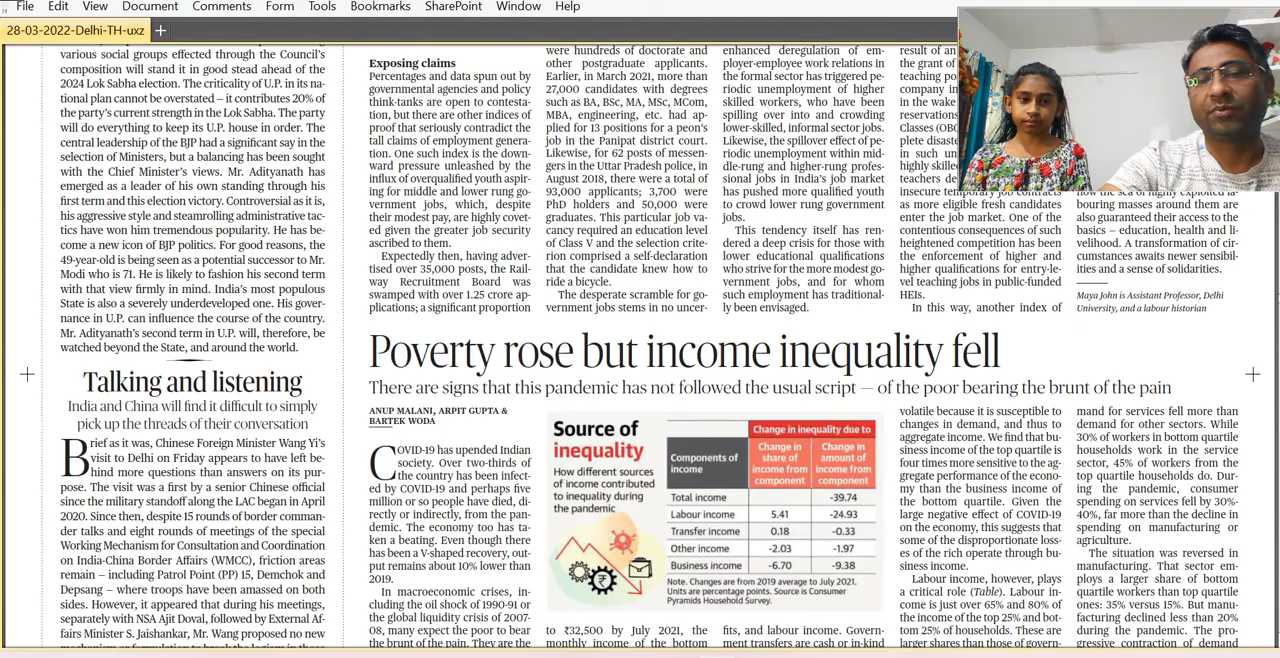 File Edit View Document Comments Form Tools Bookmarks SharePoint Window Help
28-03-2022-Delhi-TH-uxz
various social groups effected through the Council's
composition will stand it in good stead ahead of the
2024 Lok Sabha election. The criticality of U.P. in its na-
tional plan cannot be overstated – it contributes 20% of
the party's current strength in the Lok Sabha. The party
will do everything to keep its U.P. house in order. The
central leadership of the BJP had a significant say in the
selection of Ministers, but a balancing has been sought
with the Chief Minister's views. Mr. Adityanath has
emerged as a leader of his own standing through his
first term and this election victory. Controversial as it is,
his aggressive style and steamrolling administrative tac-
tics have won him tremendous popularity. He has be-
come a new icon of BJP politics. For good reasons, the
49-year-old is being seen as a potential successor to Mr.
Modi who is 71. He is likely to fashion his second term
with that view firmly in mind. India's most populous
State is also a severely underdeveloped one. His gover-
nance in U.P. can influence the course of the country.
Mr. Adityanath's second term in U.P. will, therefore, be
watched beyond the State, and around the world.
Talking and listening
India and China will find it difficult to simply
pick up the threads of their conversation
Brief as it was, Chinese Foreign Minister Wang Yi's
visit to Delhi on Friday appears to have left be-
hind more questions than answers on its pur-
pose. The visit was a first by a senior Chinese official
since the military standoff along the LAC began in April
2020. Since then, despite 15 rounds of border comman-
der talks and eight rounds of meetings of the special
Working Mechanism for Consultation and Coordination
on India-China Border Affairs (WMCC), friction areas
remain – including Patrol Point (PP) 15, Demchok and
Depsang – where troops have been amassed on both
sides. However, it appeared that during his meetings,
separately with NSA Ajit Doval, followed by External Af-
fairs Minister S. Jaishankar, Mr. Wang proposed no new
Exposing claims
Percentages and data spun out by
governmental agencies and policy
think-tanks are open to contesta-
tion, but there are other indices of
proof that seriously contradict the
tall claims of employment genera-
tion. One such index is the down-
ward pressure unleashed by the
influx of overqualified youth aspir-
ing for middle and lower rung go-
vernment jobs, which, despite
their modest pay, are highly covet-
ed given the greater job security
ascribed to them.
Expectedly then, having adver-
tised over 35,000 posts, the Rail-
way Recruitment Board was
swamped with over 1.25 crore ap-
plications; a significant proportion
were hundreds of doctorate and
other postgraduate applicants.
Earlier, in March 2021, more than
27,000 candidates with degrees
such as BA, BSc, MA, MSc, MCom,
MBA, engineering, etc. had ap-
plied for 13 positions for a peon's
job in the Panipat district court.
Likewise, for 62 posts of messen-
gers in the Uttar Pradesh police, in
August 2018, there were a total of
93,000 applicants; 3,700 were
PhD holders and 50,000 were
graduates. This particular job va-
cancy required an education level
of Class V and the selection crite-
rion comprised a self-declaration
that the candidate knew how to
ride a bicycle.
The desperate scramble for go-
vernment jobs stems in no uncer-
enhanced deregulation of em-
ployer-employee work relations in
the formal sector has triggered pe-
riodic unemployment of higher
skilled workers, who have been
spilling over into and crowding
lower-skilled, informal sector jobs.
Likewise, the spillover effect of pe-
riodic unemployment within mid-
dle-rung and higher-rung profes-
sional jobs in India's job market
has pushed more qualified youth
to crowd lower rung government
jobs.
This tendency itself has ren-
dered a deep crisis for those with
lower educational qualifications
who strive for the more modest go-
vernment jobs, and for whom
such employment has traditional-
ly been envisaged.
result of an
the grant of
teaching po
company in
in the wake
reservations
Classes (OBC
plete disaste
in such un
highly skille
teachers d
insecure temporary job contracts
as more eligible fresh candidates
enter the job market. One of the
contentious consequences of such
heightened competition has been
the enforcement of higher and
higher qualifications for entry-le-
vel teaching jobs in public-funded
HEIs.
In this way, another index of
how the sea of highly exploited la-
bouring masses around them are
also guaranteed their access to the
basics – education, health and li-
velihood. A transformation of cir-
cumstances awaits newer sensibil-
ities and a sense of solidarities.
Maya John is Assistant Professor, Delhi
University, and a labour historian
Poverty rose but income inequality fell
There are signs that this pandemic has not followed the usual script — of the poor bearing the brunt of the pain
ANUP MALANI, ARPIT GUPTA &
BARTEK WODA
COVID-19 has upended Indian
society. Over two-thirds of
the country has been infect-
ed by COVID-19 and perhaps five
million or so people have died, di-
rectly or indirectly, from the pan-
demic. The economy too has ta-
ken a beating. Even though there
has been a V-shaped recovery, out-
put remains about 10% lower than
2019.
In macroeconomic crises, in-
cluding the oil shock of 1990-91 or
the global liquidity crisis of 2007-
08, many expect the poor to bear
the brunt of the pain. They are the
Source of
inequality
How different sources
of income contributed
to inequality during
the pandemic
Change in inequality due to
Components of income | Change in share of income from component | Change in amount of income from component
Total income -39.74
Labour income 5.41 -24.93
Transfer income 0.18 -0.33
Other income -2.03 -1.97
Business income -6.70 -9.38
Note. Changes are from 2019 average to July 2021.
Units are percentage points. Source is Consumer
Pyramids Household Survey.
to ₹32,500 by July 2021, the
monthly income of the bottom
fits, and labour income. Govern-
ment transfers are cash or in-kind
volatile because it is susceptible to
changes in demand, and thus to
aggregate income. We find that bu-
siness income of the top quartile is
four times more sensitive to the ag-
gregate performance of the econo-
my than the business income of
the bottom quartile. Given the
large negative effect of COVID-19
on the economy, this suggests that
some of the disproportionate loss-
es of the rich operate through bu-
siness income.
Labour income, however, plays
a critical role (Table). Labour in-
come is just over 65% and 80% of
the income of the top 25% and bot-
tom 25% of households. These are
larger shares than those of govern-
mand for services fell more than
demand for other sectors. While
30% of workers in bottom quartile
households work in the service
sector, 45% of workers from the
top quartile households do. Dur-
ing the pandemic, consumer
spending on services fell by 30%-
40%, far more than the decline in
spending on manufacturing or
agriculture.
The situation was reversed in
manufacturing. That sector em-
ploys a larger share of bottom
quartile workers than top quartile
ones: 35% versus 15%. But manu-
facturing declined less than 20%
during the pandemic. The pro-
gressive contraction of demand